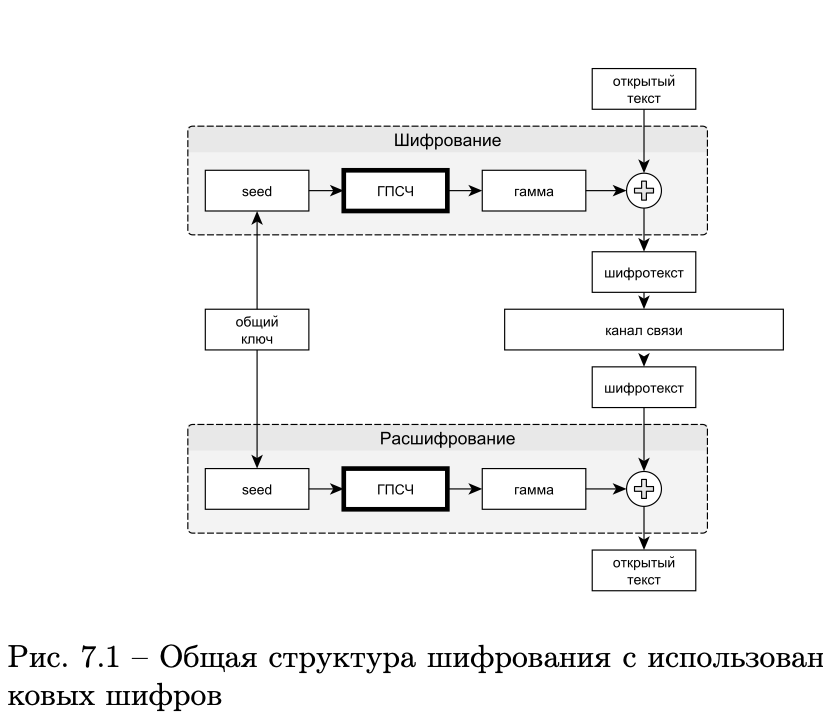 открытый
текст
Шифрование
seed
ГПСЧ
гамма
шифротекст
общий
ключ
канал связи
шифротекст
Расшифрование
seed
ГПСЧ
гамма
открытый
текст
Рис. 7.1 – Общая структура шифрования с использован
ковых шифров